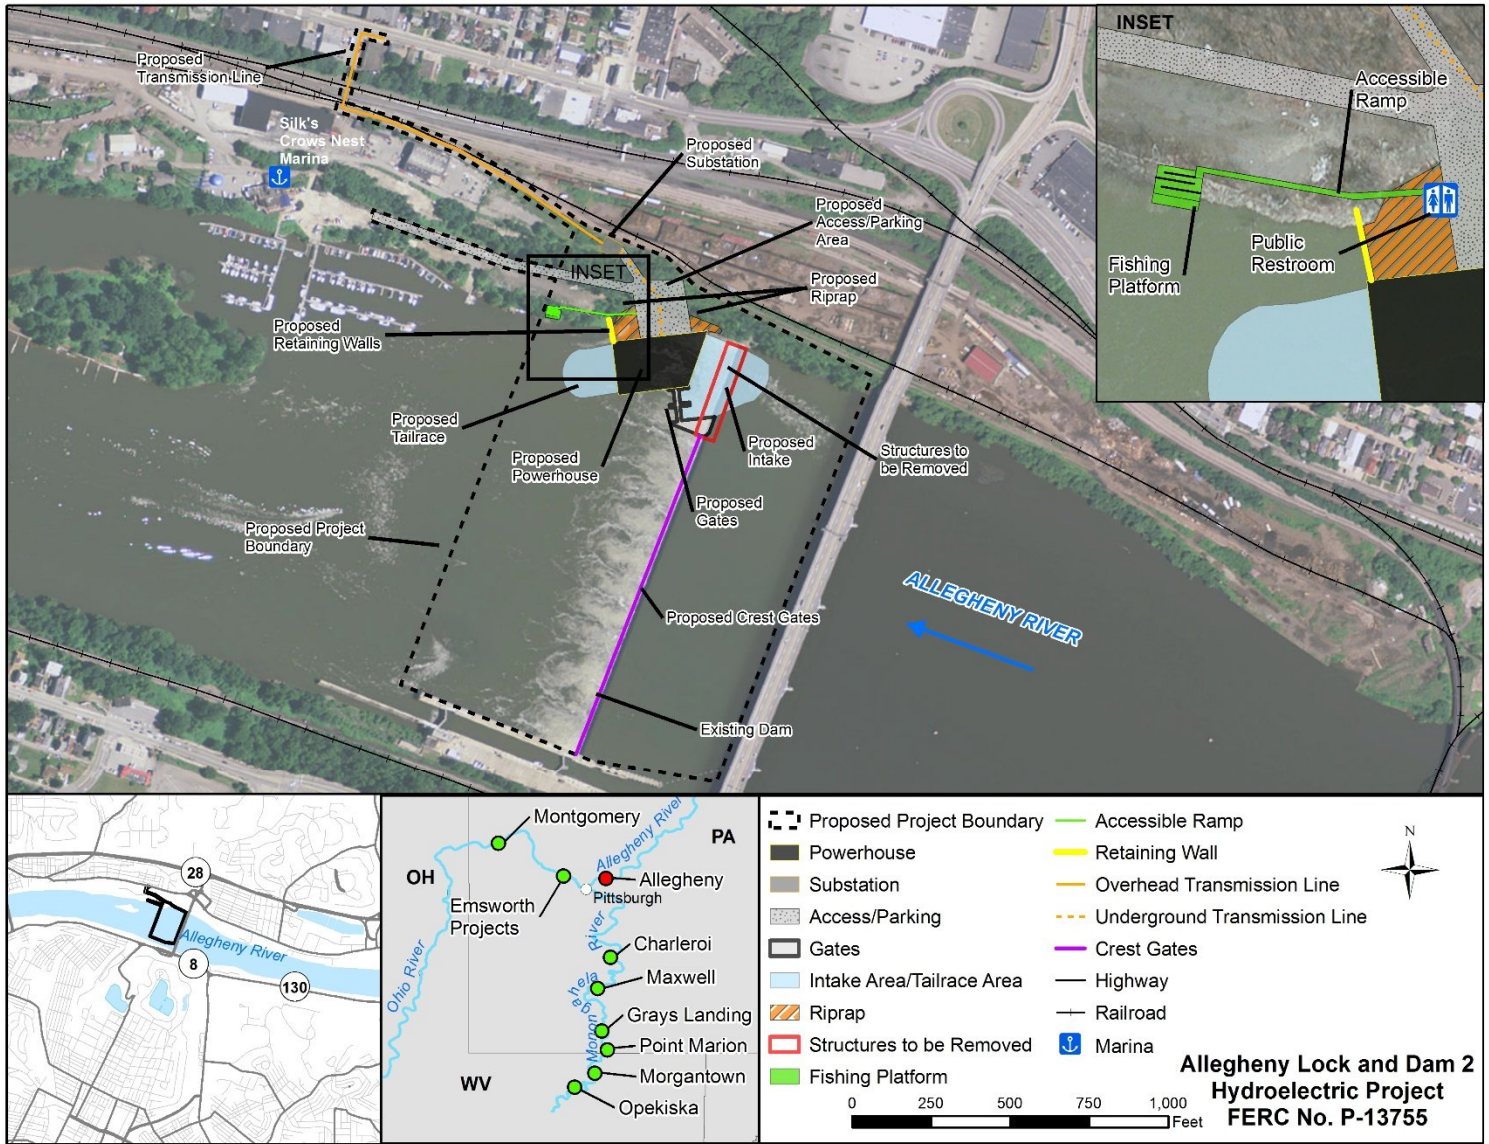 INSET
Accessible
Ramp
Public
Restroom
Fishing
Platform
Proposed
Transmission Line
Silk's
Crows Nest
Marina
Proposed
Substation
Proposed
Access/Parking
Area
INSET
Proposed
Riprap
Proposed
Retaining Walls
Proposed
Tailrace
Proposed
Powerhouse
Proposed
Intake
Structures to
be Removed
Proposed
Gates
Proposed Project
Boundary
Proposed Crest Gates
Existing Dam
ALLEGHENY RIVER
28
Allegheny River
8
130
Montgomery
Allegheny River
PA
OH
Allegheny
Pittsburgh
Emsworth
Projects
Ohio River
Monongahela River
Charleroi
Maxwell
Grays Landing
Point Marion
Morgantown
Opekiska
WV
Proposed Project Boundary
Powerhouse
Substation
Access/Parking
Gates
Intake Area/Tailrace Area
Riprap
Structures to be Removed
Fishing Platform
Accessible Ramp
Retaining Wall
Overhead Transmission Line
Underground Transmission Line
Crest Gates
Highway
Railroad
Marina
N
0 250 500 750 1,000
Feet
Allegheny Lock and Dam 2
Hydroelectric Project
FERC No. P-13755